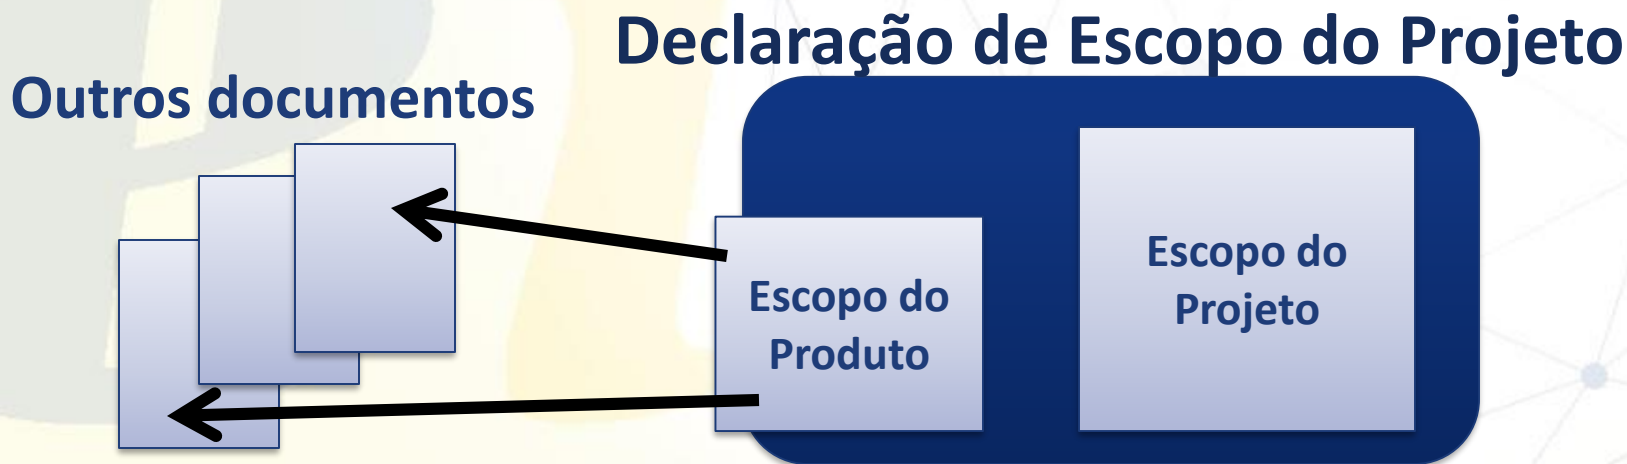 Declaração de Escopo do Projeto
Outros documentos
Escopo do
Produto
Escopo do
Projeto